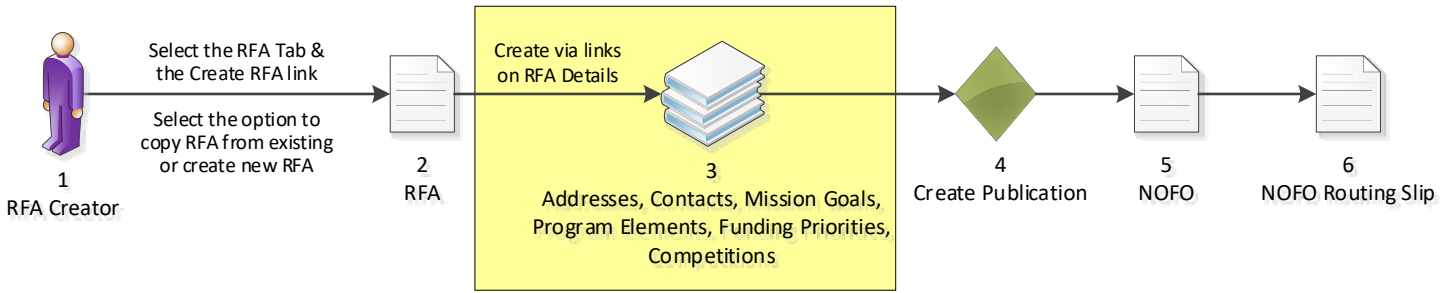 Select the RFA Tab &
the Create RFA link
Select the option to
copy RFA from existing
or create new RFA
1
RFA Creator
2
RFA
Create via links
on RFA Details
3
Addresses, Contacts, Mission Goals,
Program Elements, Funding Priorities,
Competitions
4
Create Publication
5
NOFO
6
NOFO Routing Slip